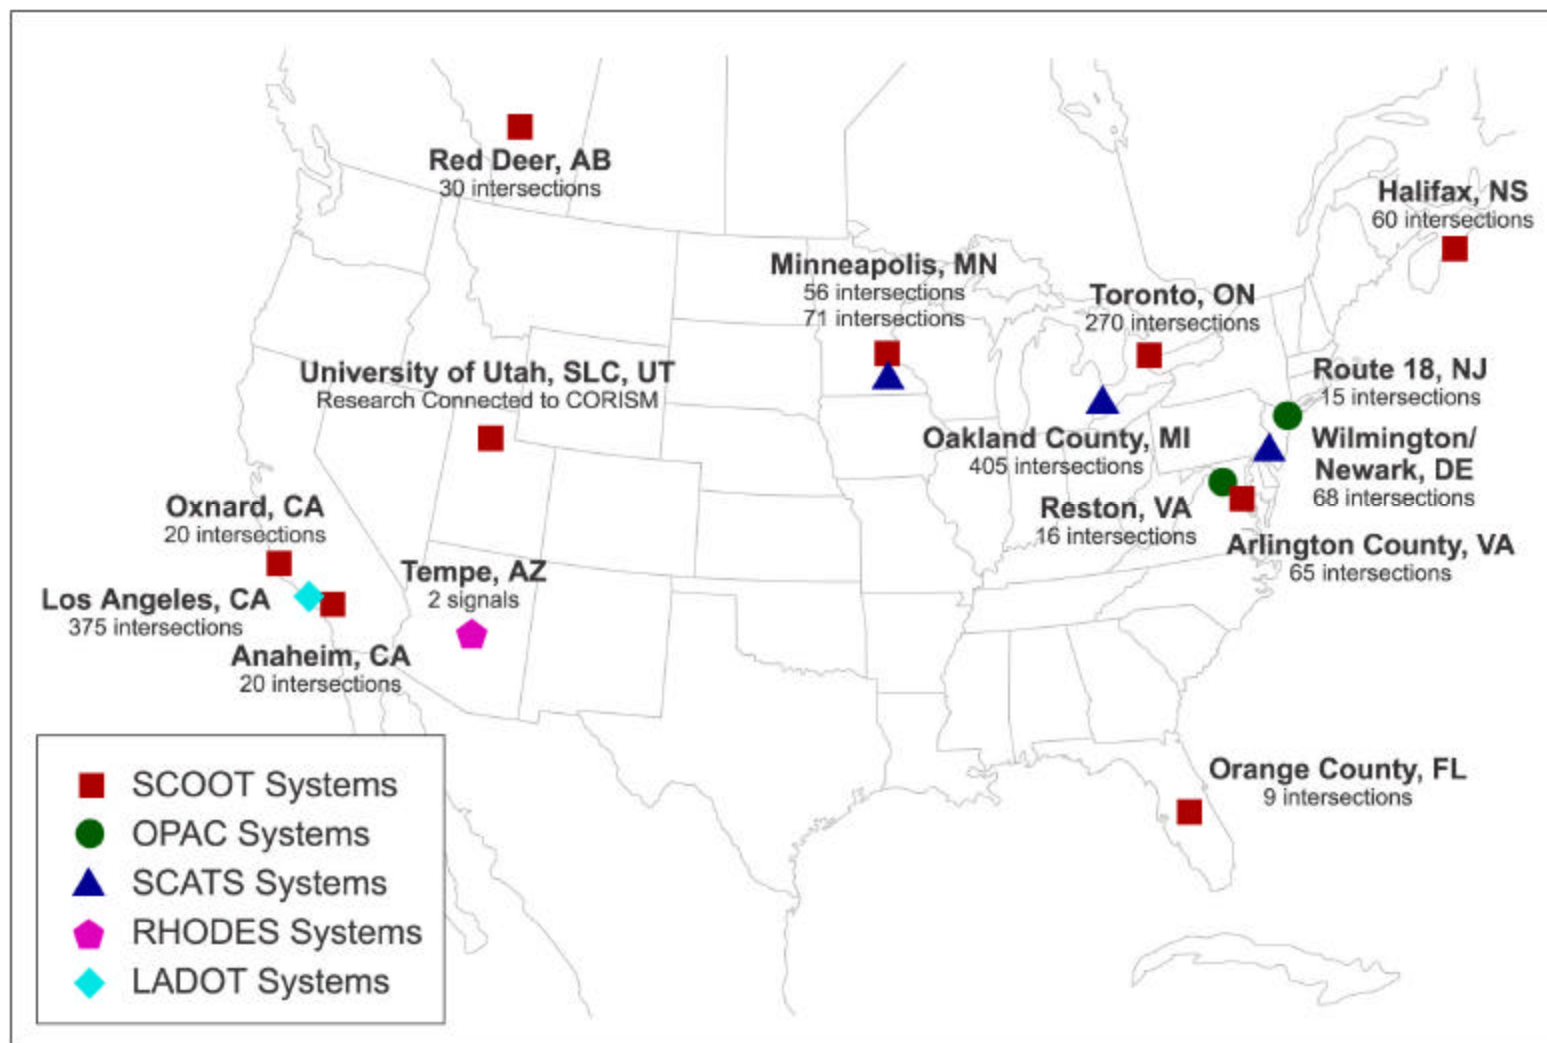 Red Deer, AB
30 intersections
Halifax, NS
60 intersections
Minneapolis, MN
56 intersections
71 intersections
Toronto, ON
270 intersections
University of Utah, SLC, UT
Research Connected to CORISM
Route 18, NJ
15 intersections
Oakland County, MI
405 intersections
Wilmington/
Newark, DE
68 intersections
Oxnard, CA
20 intersections
Reston, VA
16 intersections
Arlington County, VA
65 intersections
Tempe, AZ
2 signals
Los Angeles, CA
375 intersections
Anaheim, CA
20 intersections
Orange County, FL
9 intersections
SCOOT Systems
OPAC Systems
SCATS Systems
RHODES Systems
LADOT Systems